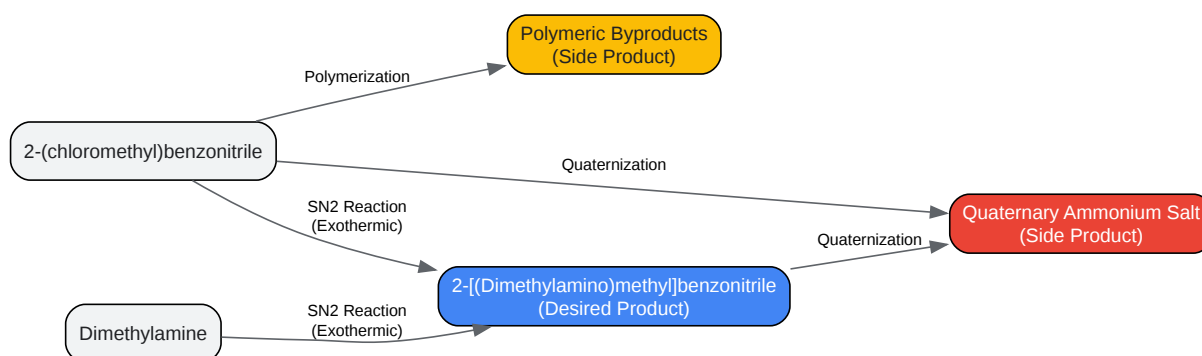 Polymeric Byproducts
(Side Product)
Polymerization
2-(chloromethyl)benzonitrile
Quaternization
SN2 Reaction
(Exothermic)
Quaternary Ammonium Salt
(Side Product)
Quaternization
2-[(Dimethylamino)methyl]benzonitrile
(Desired Product)
SN2 Reaction
(Exothermic)
Dimethylamine